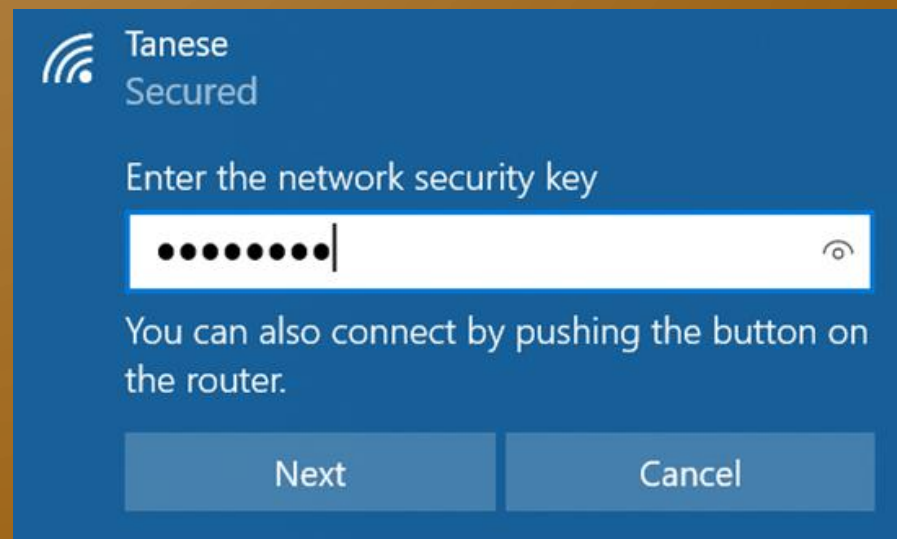 Tanese
Secured
Enter the network security key
●●●●●●●●
You can also connect by pushing the button on
the router.
Next
Cancel